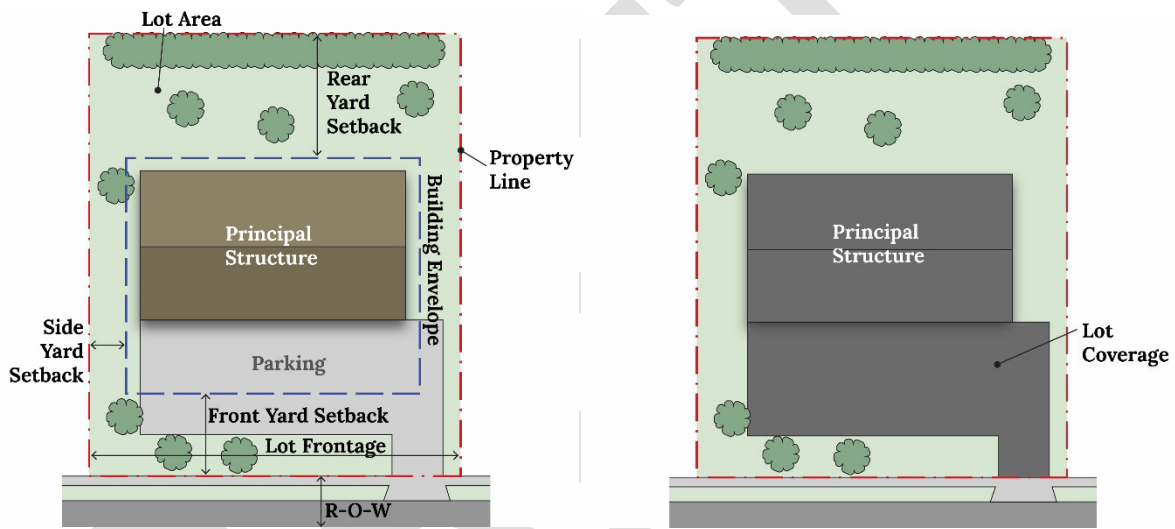 Lot Area
Rear
Yard
Setback
Property
Line
Building Envelope
Principal
Structure
Side
Yard
Setback
Parking
Front Yard Setback
Lot Frontage
R-O-W
Principal
Structure
Lot
Coverage